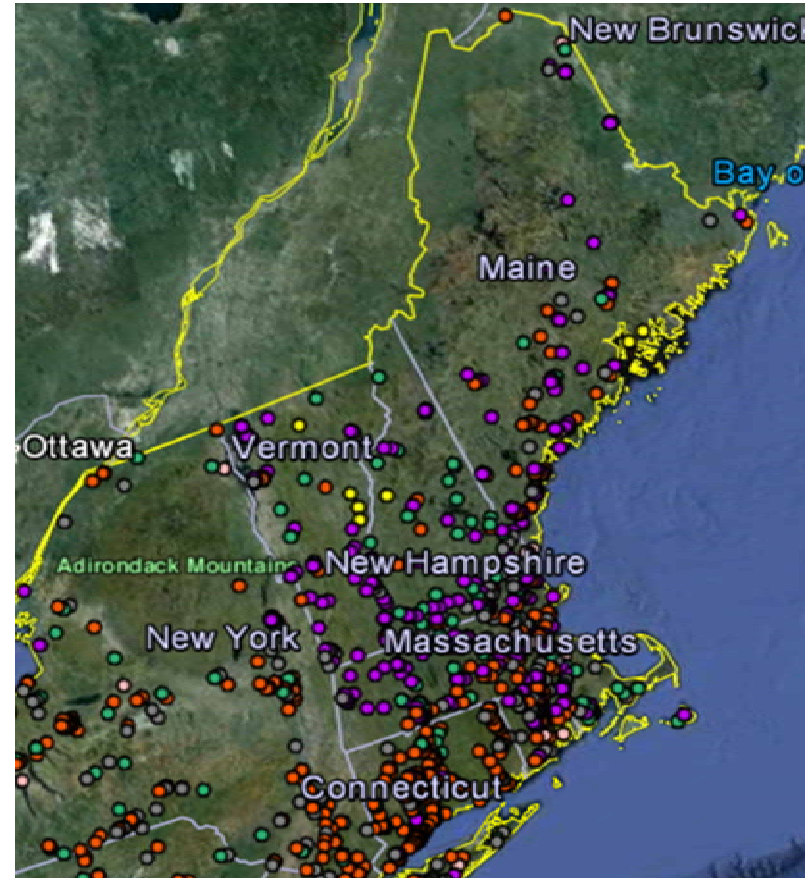 New Brunswick
Bay o
Maine
Ottawa
Vermont
Adirondack Mountains
New Hampshire
New York
Massachusetts
Connecticut